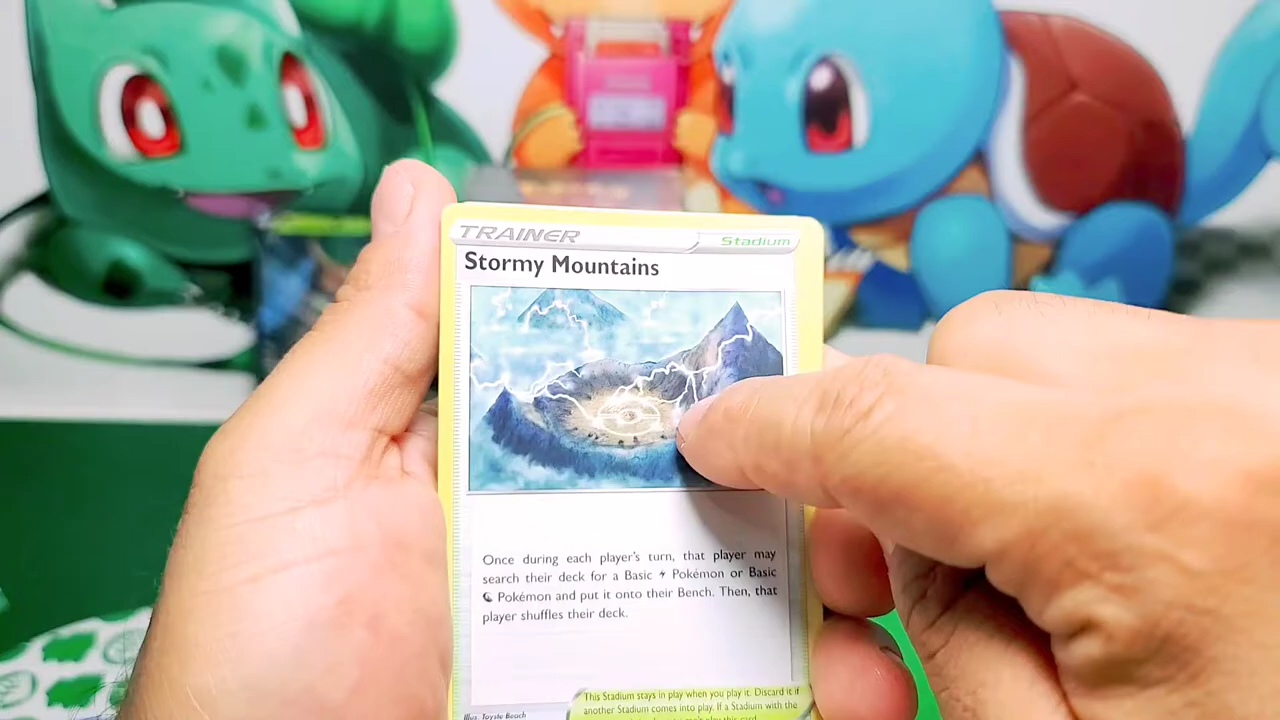 TRAINER
Stadium
Stormy Mountains
Once during each player's turn, that player may
search their deck for a Basic Pokémon or Basic
Pokémon and put it onto their Bench. Then, that
player shuffles their deck.
This Stadium stays in play when you play it. Discard it if
another Stadium comes into play. If a Stadium with the
play this card.
Illus. Toyste Beach